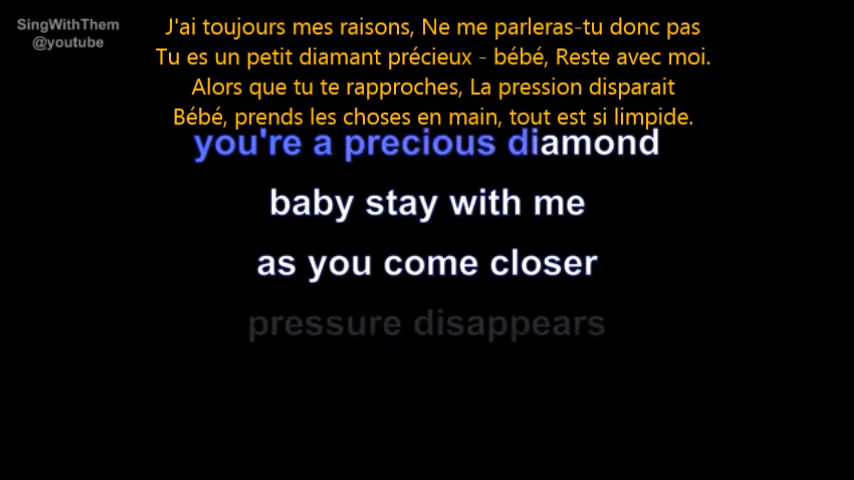 SingWithThem
@youtube
J'ai toujours mes raisons, Ne me parleras-tu donc pas
Tu es un petit diamant précieux - bébé, Reste avec moi.
Alors que tu te rapproches, La pression disparait
Bébé, prends les choses en main, tout est si limpide.
you're a precious diamond
baby stay with me
as you come closer
pressure disappears